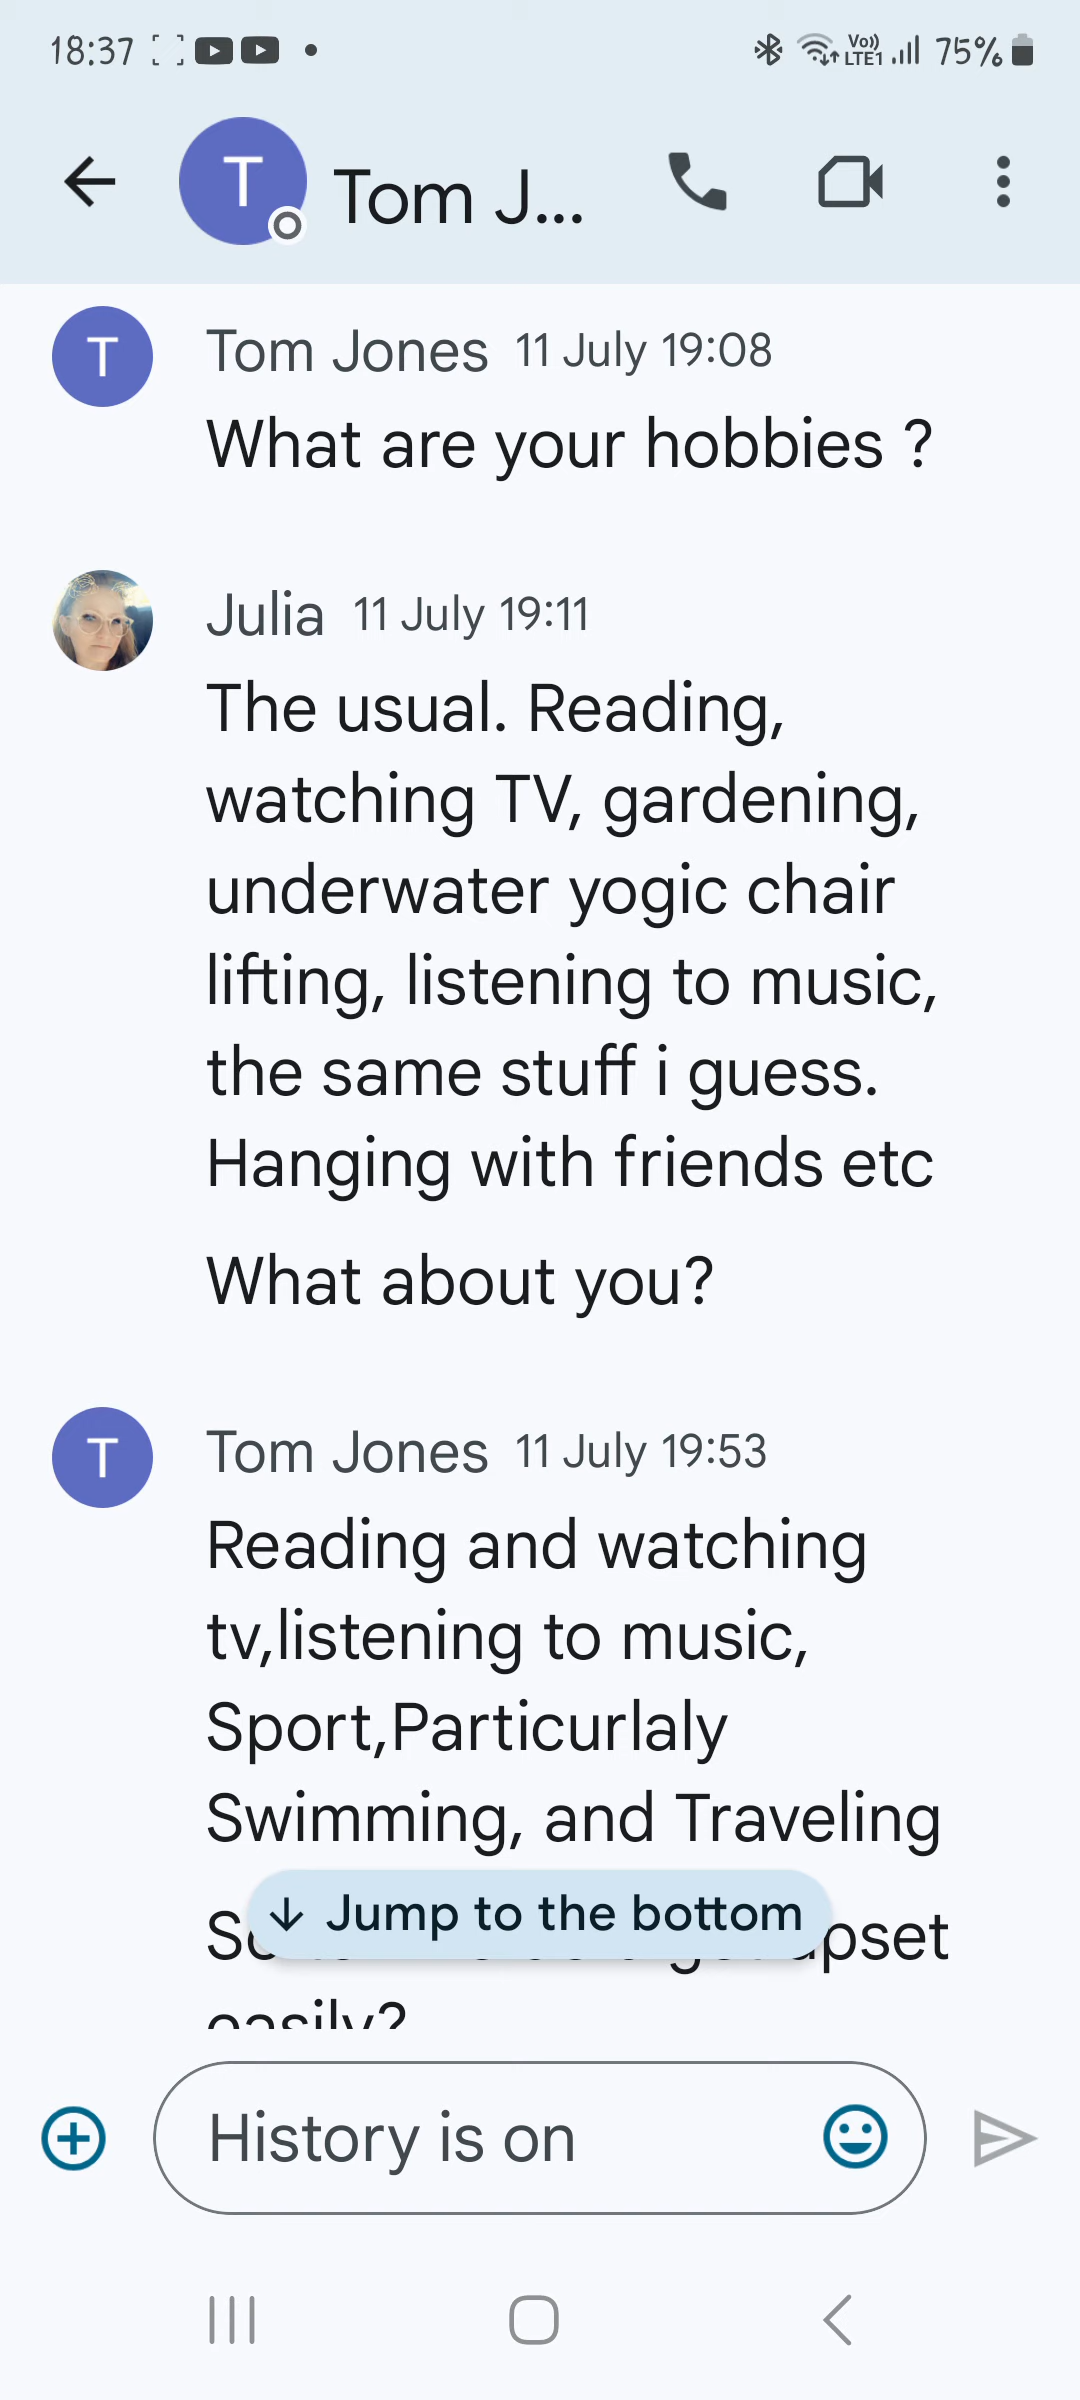 18:37 Vo)) LTE1 75%
T Tom J...
T Tom Jones 11 July 19:08
What are your hobbies ?
Julia 11 July 19:11
The usual. Reading,
watching TV, gardening,
underwater yogic chair
lifting, listening to music,
the same stuff i guess.
Hanging with friends etc
What about you?
T Tom Jones 11 July 19:53
Reading and watching
tv,listening to music,
Sport,Particurlaly
Swimming, and Traveling
↓ Jump to the bottom
easily?
History is on